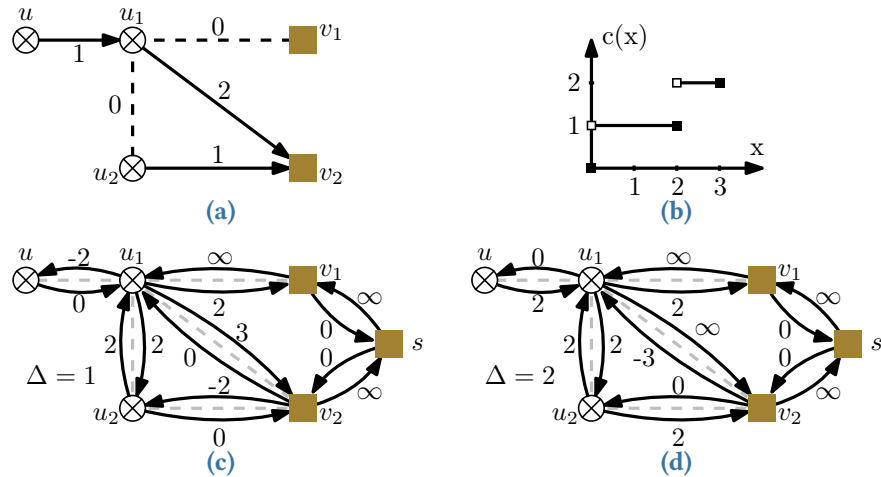 u u₁ 0 v₁
1
0 2
u₂ 1 v₂
(a)
c(x)
2
1
x
1 2 3
(b)
u -2 u₁ ∞ v₁
0 2 ∞
2 2 3 0
0 0 s
Δ = 1 -2 ∞
u₂ 0 v₂
(c)
u 0 u₁ ∞ v₁
2 2 ∞
2 2 ∞ 0
-3 0 s
Δ = 2 0 ∞
u₂ 2 v₂
(d)